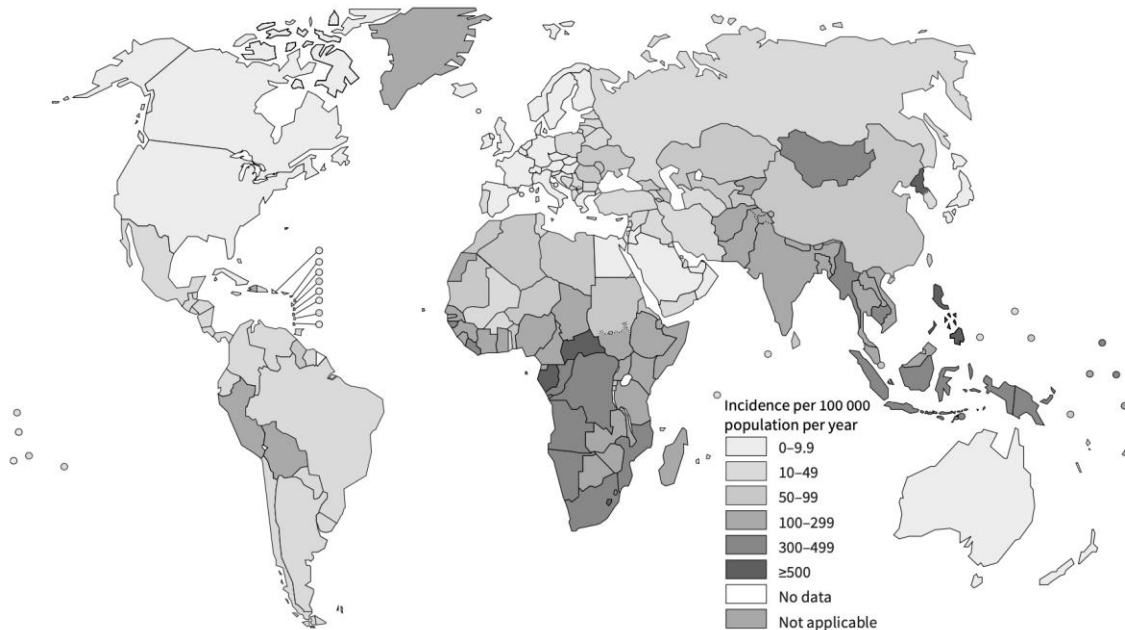 Incidence per 100 000
population per year
0–9.9
10–49
50–99
100–299
300–499
≥500
No data
Not applicable